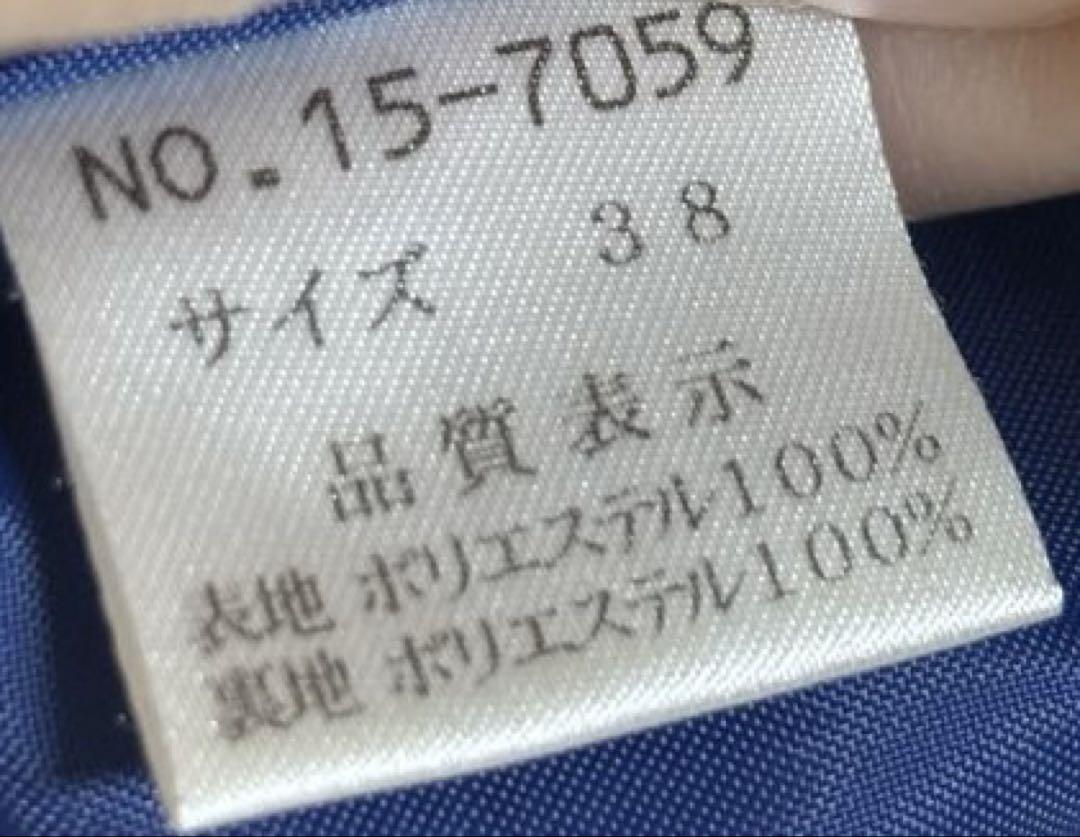 NO.15-7059
サイズ 38
品質表示
表地 ポリエステル100%
裏地 ポリエステル100%